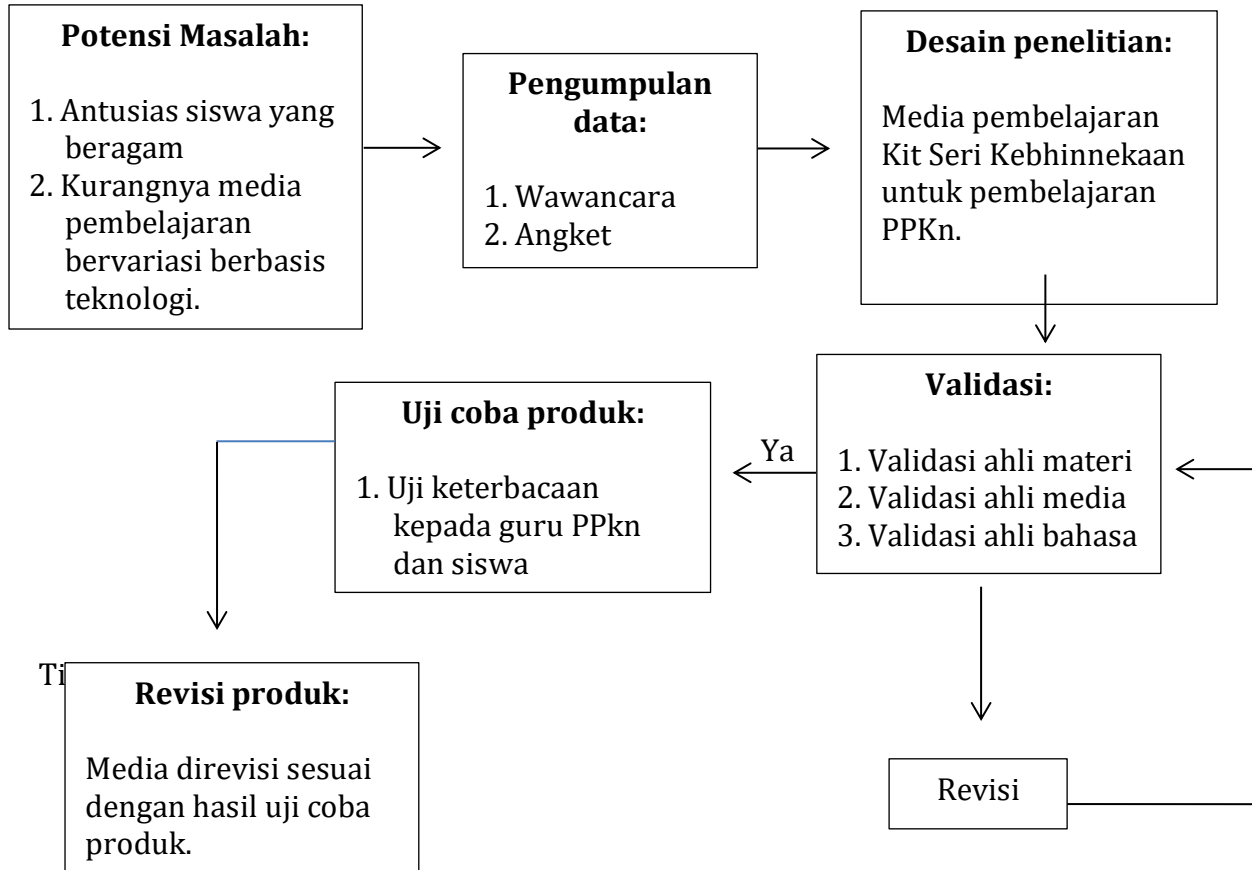 Potensi Masalah:
1. Antusias siswa yang
beragam
2. Kurangnya media
pembelajaran
bervariasi berbasis
teknologi.
Pengumpulan
data:
1. Wawancara
2. Angket
Desain penelitian:
Media pembelajaran
Kit Seri Kebhinnekaan
untuk pembelajaran
PPKn.
Validasi:
1. Validasi ahli materi
2. Validasi ahli media
3. Validasi ahli bahasa
Ya
Uji coba produk:
1. Uji keterbacaan
kepada guru PPkn
dan siswa
Revisi produk:
Media direvisi sesuai
dengan hasil uji coba
produk.
Revisi